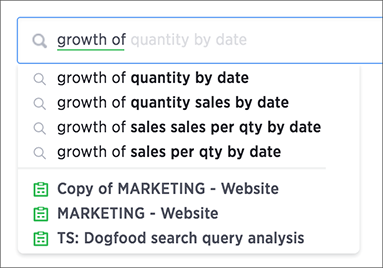 growth of quantity by date
growth of quantity by date
growth of quantity sales by date
growth of sales sales per qty by date
growth of sales per qty by date
Copy of MARKETING - Website
MARKETING - Website
TS: Dogfood search query analysis